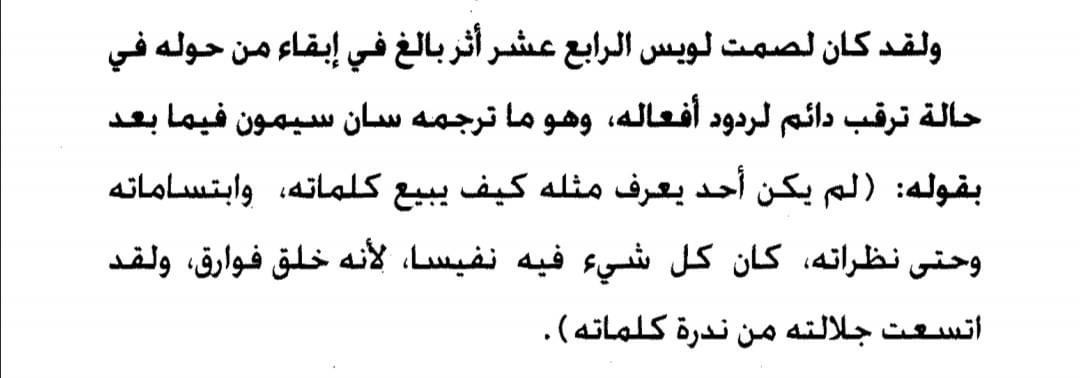 ولقد كان لصمت لويس الرابع عشر أثر بالغ في إبقاء من حوله في
حالة ترقب دائم لردود أفعاله، وهو ما ترجمه سان سيمون فيما بعد
بقوله: (لم يكن أحد يعرف مثله كيف يبيع كلماته، وابتساماته
وحتى نظراته، كان كل شيء فيه نفيسا، لأنه خلق فوارق، ولقد
اتسعت جلالته من ندرة كلماته).